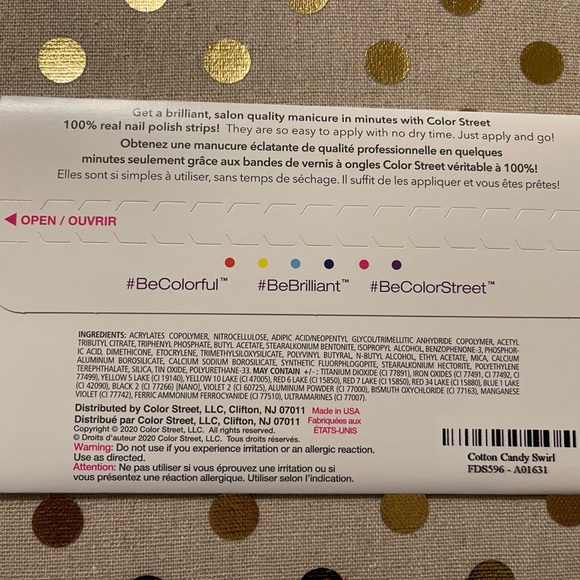 Get a brilliant, salon quality manicure in minutes with Color Street
100% real nail polish strips! They are so easy to apply with no dry time. Just apply and go!
Obtenez une manucure éclatante de qualité professionnelle en quelques
minutes seulement grâce aux bandes de vernis à ongles Color Street véritable à 100%!
Elles sont si simples à utiliser, sans temps de séchage. Il suffit de les appliquer et vous êtes prêtes!
OPEN / OUVRIR
#BeColorful™ #BeBrilliant™ #BeColorStreet™
INGREDIENTS: ACRYLATES COPOLYMER, NITROCELLULOSE, ADIPIC ACID/NEOPENTYL GLYCOL/TRIMELLITIC ANHYDRIDE COPOLYMER, ACETYL
TRIBUTYL CITRATE, TRIPHENYL PHOSPHATE, BUTYL ACETATE, STEARALKONIUM BENTONITE, ISOPROPYL ALCOHOL, BENZOPHENONE-3, PHOSPHOR-
IC ACID, DIMETHICONE, ETOCRYLENE, TRIMETHYLSILOXYSILICATE, POLYVINYL BUTYRAL, N-BUTYL ALCOHOL, ETHYL ACETATE, MICA, CALCIUM
ALUMINUM BOROSILICATE, CALCIUM SODIUM BOROSILICATE, SYNTHETIC FLUORPHLOGOPITE, STEARALKONIUM HECTORITE, POLYETHYLENE
TEREPHTHALATE, SILICA, TIN OXIDE, POLYURETHANE-33. MAY CONTAIN +/- : TITANIUM DIOXIDE (CI 77891), IRON OXIDES (CI 77491, CI 77492, CI
77499), YELLOW 5 LAKE (CI 19140), YELLOW 10 LAKE (CI 47005), RED 6 LAKE (CI 15850), RED 7 LAKE (CI 15850), RED 34 LAKE (CI 15880), BLUE 1 LAKE
(CI 42090), BLACK 2 (CI 77266) [NANO], VIOLET 2 (CI 60725), ALUMINUM POWDER (CI 77000), BISMUTH OXYCHLORIDE (CI 77163), MANGANESE
VIOLET (CI 77742), FERRIC AMMONIUM FERROCYANIDE (CI 77510), ULTRAMARINES (CI 77007).
Distributed by Color Street, LLC, Clifton, NJ 07011 Made in USA
Distribué par Color Street, LLC, Clifton, NJ 07011 Fabriquées aux
ÉTATS-UNIS
Copyright © 2020 Color Street, LLC. All rights reserved.
© Droits d'auteur 2020 Color Street, LLC. Tous droits réservés.
Warning: Do not use if you experience irritation or an allergic reaction.
Use as directed.
Attention: Ne pas utiliser si vous éprouvez une irritation ou si
vous présentez une réaction allergique. Utiliser selon l'indication.
Cotton Candy Swirl
FDS596 - A01631